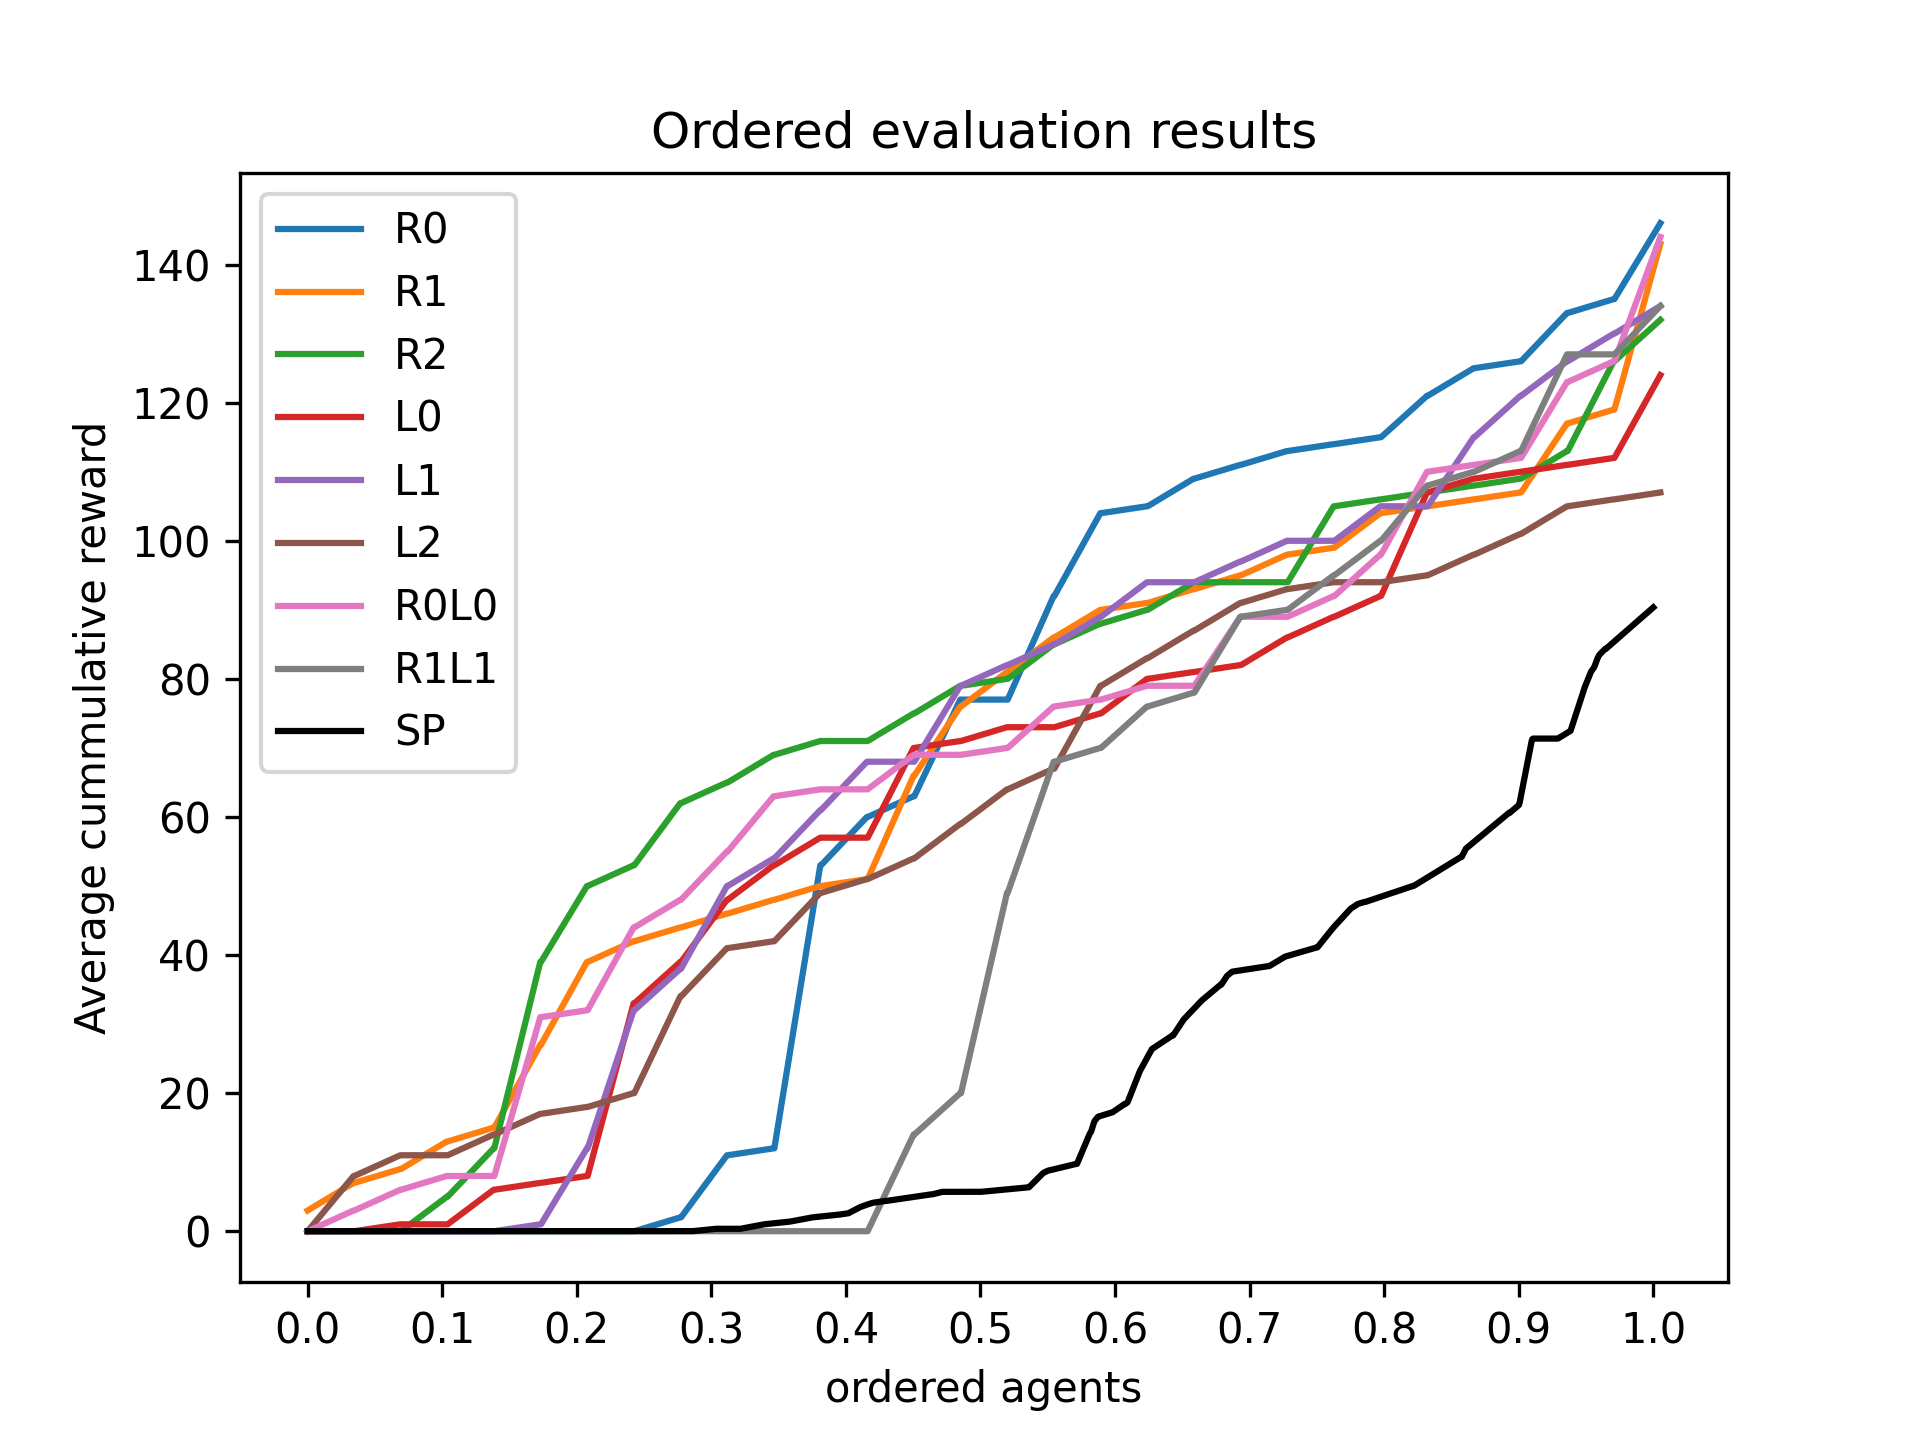 Ordered evaluation results
R0
R1
R2
L0
L1
L2
R0L0
R1L1
SP
140
120
100
80
60
40
20
0
Average cummulative reward
0.0 0.1 0.2 0.3 0.4 0.5 0.6 0.7 0.8 0.9 1.0
ordered agents